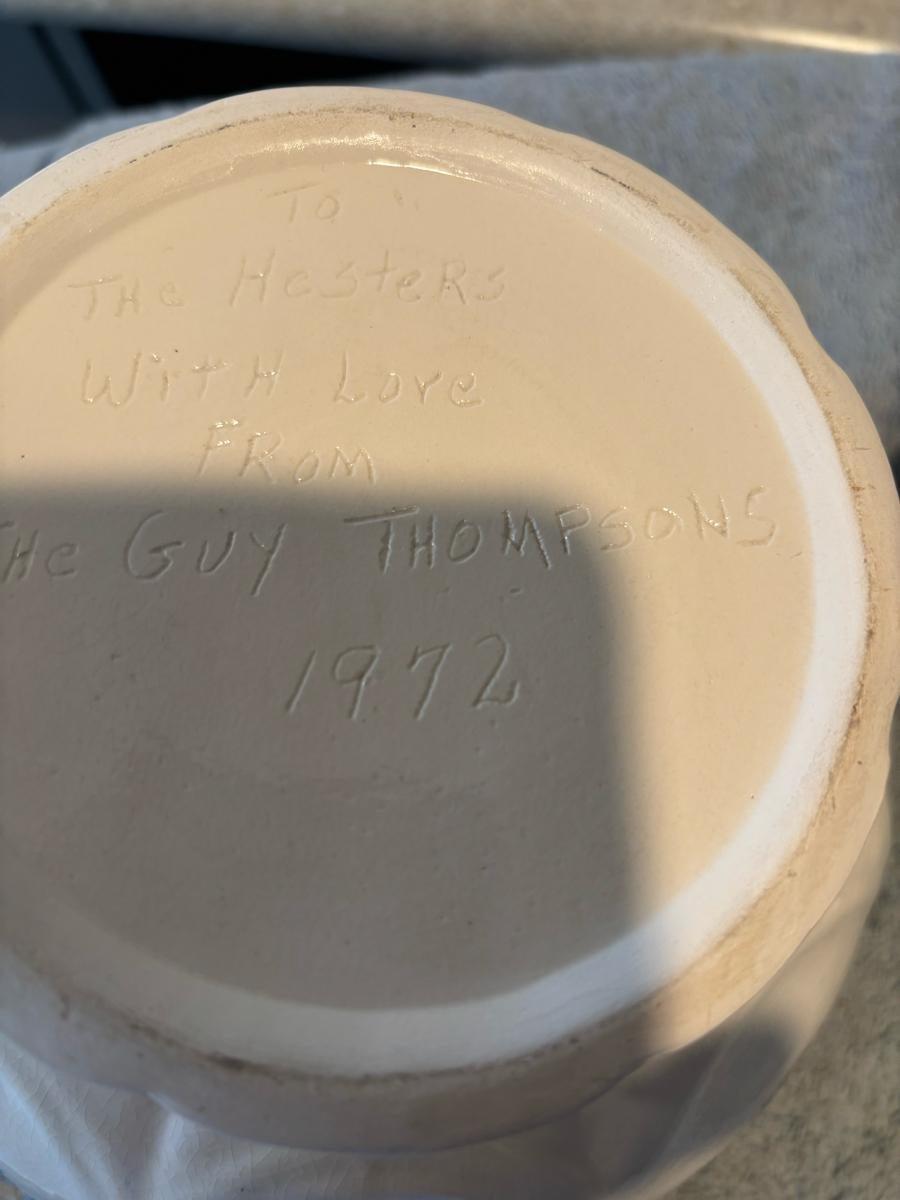 To
THe HesteRs
WiTH Love
FROM
THe GUY THOMPSONS
1972